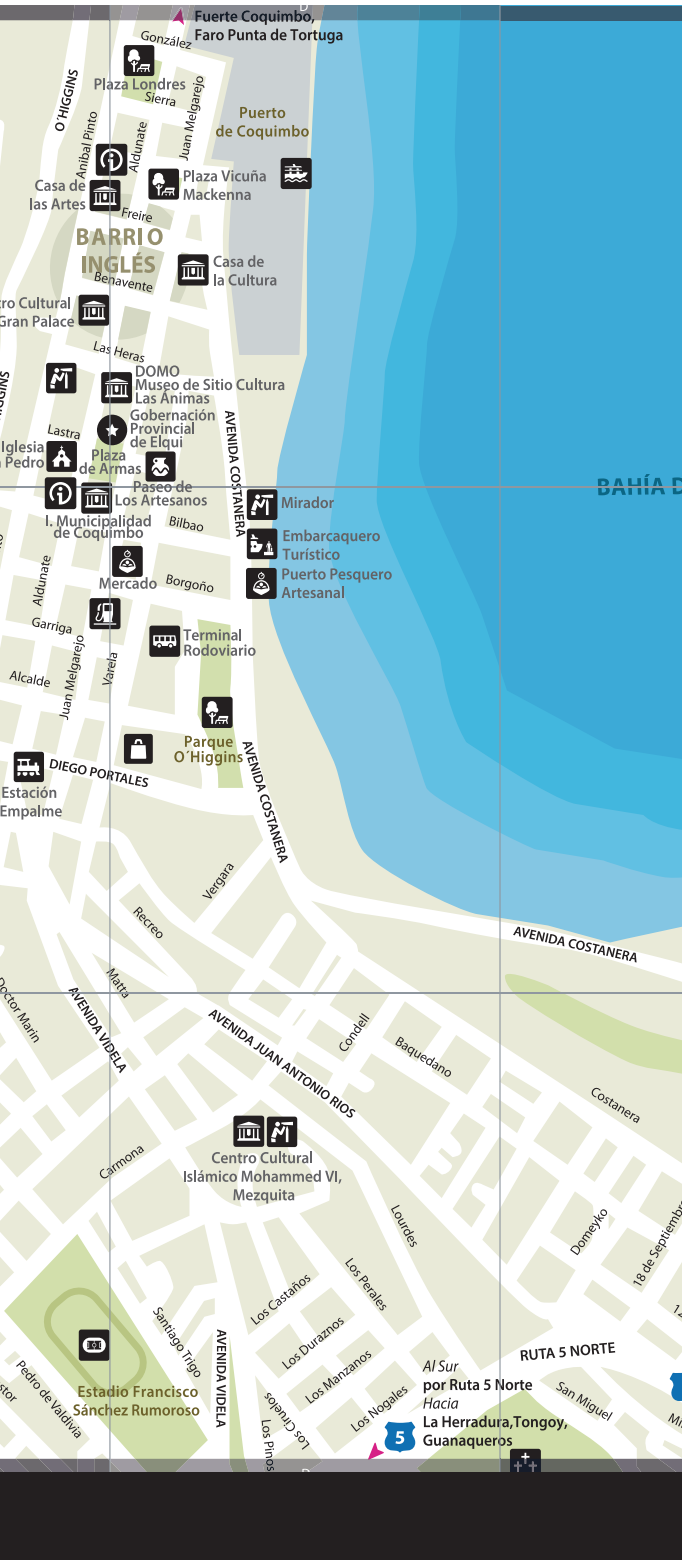 D
Fuerte Coquimbo,
Faro Punta de Tortuga
González
Plaza Londres
Sierra
O´HIGGINS
Aníbal Pinto
Aldunate
Juan Melgarejo
Puerto
de Coquimbo
Plaza Vicuña
Mackenna
Casa de
las Artes
Freire
BARRIO
INGLÉS
Benavente
Casa de
la Cultura
ro Cultural
Gran Palace
Las Heras
DOMO
Museo de Sitio Cultura
Las Ánimas
Gobernación
Provincial
de Elqui
AVENIDA COSTANERA
Lastra
Iglesia
Pedro
Plaza
de Armas
Paseo de
Los Artesanos
BAHÍA D
Mirador
I. Municipalidad
de Coquimbo
Bilbao
Embarcaquero
Turístico
Puerto Pesquero
Artesanal
Mercado
Borgoño
Aldunate
Garriga
Terminal
Rodoviario
Juan Melgarejo
Varela
Alcalde
Parque
O´Higgins
AVENIDA COSTANERA
DIEGO PORTALES
Estación
Empalme
Vergara
Recreo
AVENIDA COSTANERA
Matta
Doctor Marín
AVENIDA VIDELA
AVENIDA JUAN ANTONIO RIOS
Condell
Baquedano
Costanera
Carmona
Centro Cultural
Islámico Mohammed VI,
Mezquita
Lourdes
Domeyko
18 de Septiembr
12
Los Perales
Los Castaños
Santiago Trigo
AVENIDA VIDELA
Los Duraznos
Los Manzanos
RUTA 5 NORTE
Estadio Francisco
Sánchez Rumoroso
Pedro de Valdivia
stor
Los Ciruelos
Los Pinos
Los Nogales
Al Sur
por Ruta 5 Norte
Hacia
La Herradura,Tongoy,
Guanaqueros
5
San Miguel